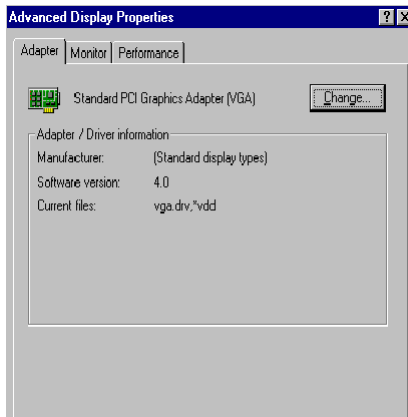 Advanced Display Properties
Adapter Monitor Performance
Standard PCI Graphics Adapter (VGA) Change...
Adapter / Driver information
Manufacturer: (Standard display types)
Software version: 4.0
Current files: vga.drv,*vdd